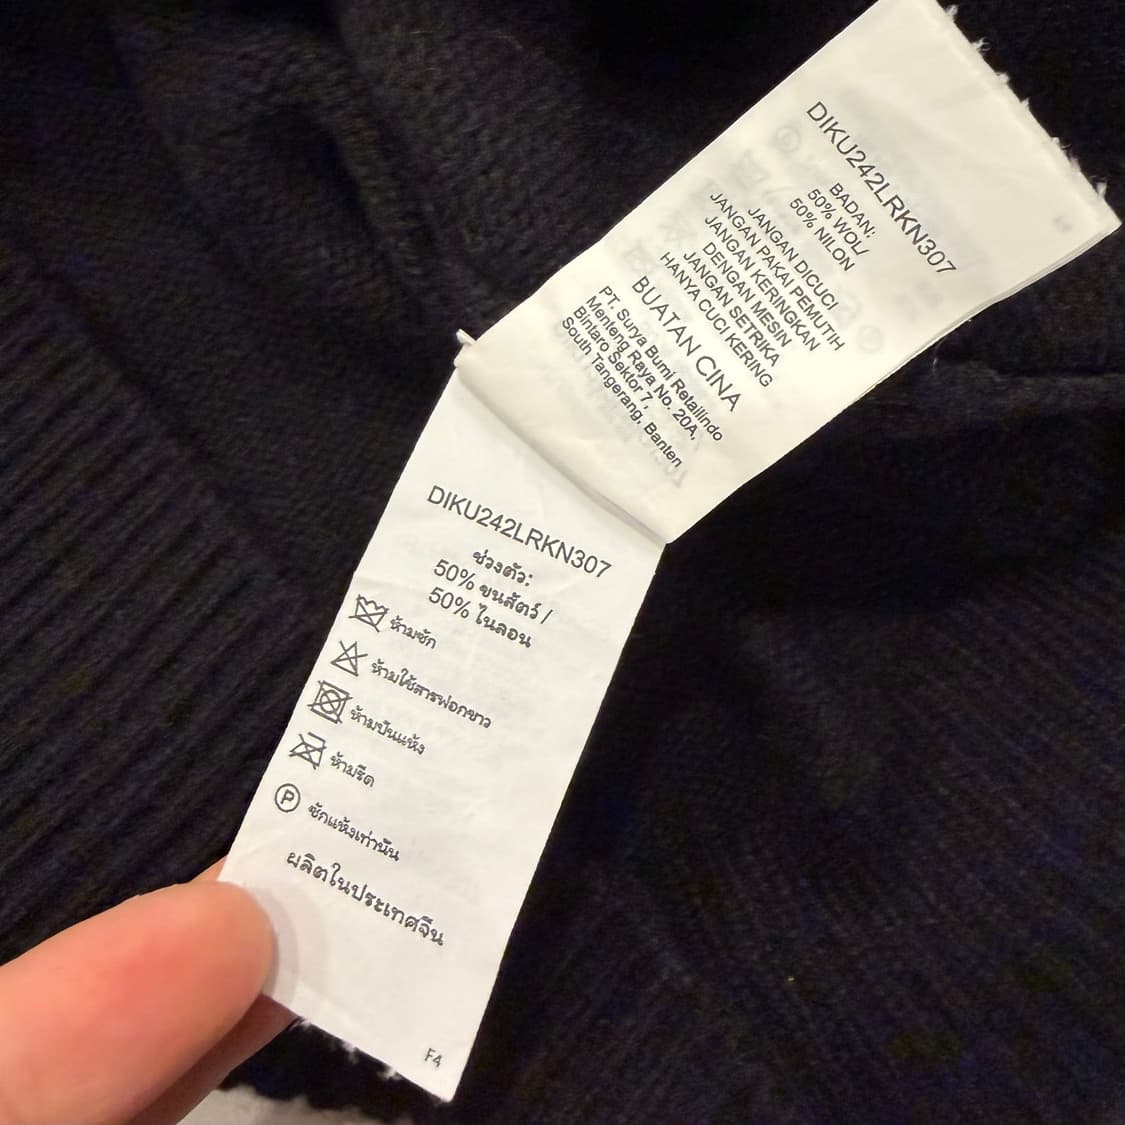 DIKU242LRKN307
BADAN:
50% WOL/
50% NILON
JANGAN DICUCI
JANGAN PAKAI PEMUTIH
JANGAN KERINGKAN
DENGAN MESIN
JANGAN SETRIKA
HANYA CUCI KERING
BUATAN CINA
PT. Surya Bumi Retailindo
Menteng Raya No. 20A,
Bintaro Sektor 7,
South Tangerang, Banten
DIKU242LRKN307
ช่วงตัว:
50% ขนสัตว์ /
50% ไนลอน
ห้ามซัก
ห้ามใช้สารฟอกขาว
ห้ามปั่นแห้ง
ห้ามรีด
P ซักแห้งเท่านั้น
ผลิตในประเทศจีน
F4